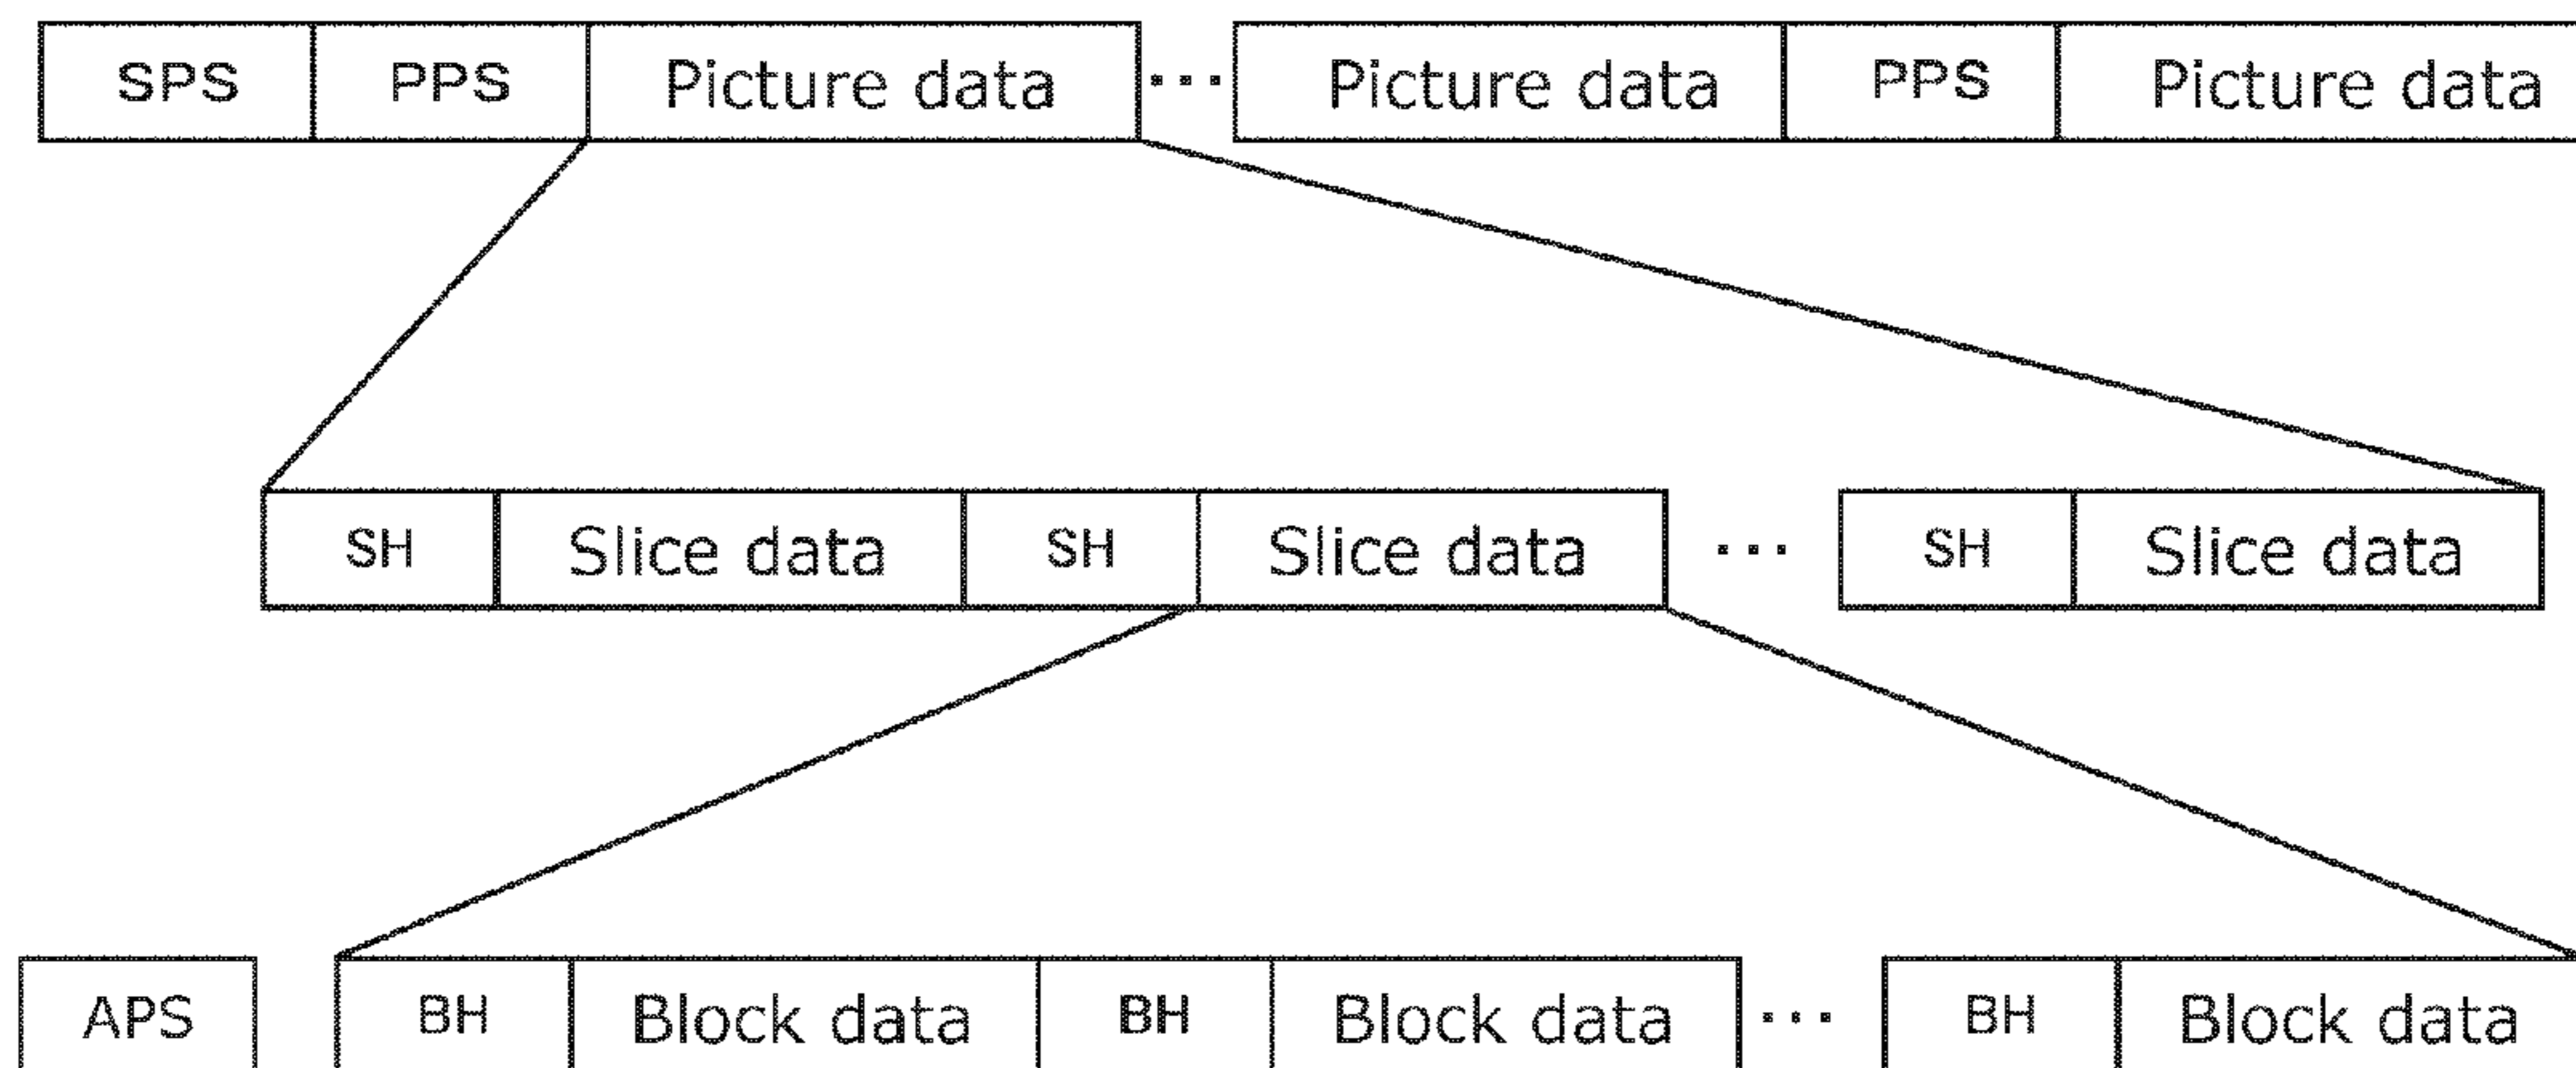 SPS PPS Picture data ... Picture data PPS Picture data
SH Slice data SH Slice data ... SH Slice data
APS BH Block data BH Block data ... BH Block data